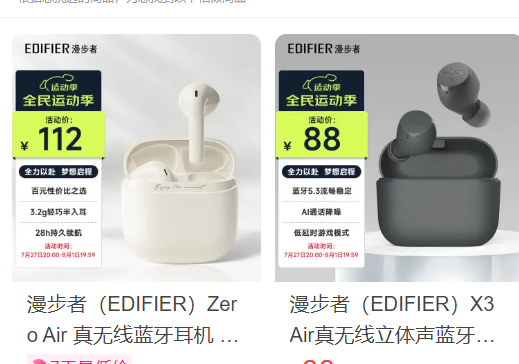 EDIFIER 漫步者
运动季
全民运动季
活动价:
¥ 112
全力以赴 梦想启程
百元性价比之选
3.2g轻巧半入耳
28h持久续航
活动时间:
7月27日20:00-8月1日19:59
Enjoy the moment
漫步者（EDIFIER）Zer
o Air 真无线蓝牙耳机 ...
EDIFIER 漫步者
运动季
全民运动季
活动价:
¥ 88
全力以赴 梦想启程
蓝牙5.3流畅稳定
AI通话降噪
低延时游戏模式
活动时间:
7月27日20:00-8月1日19:59
漫步者（EDIFIER）X3
Air真无线立体声蓝牙...